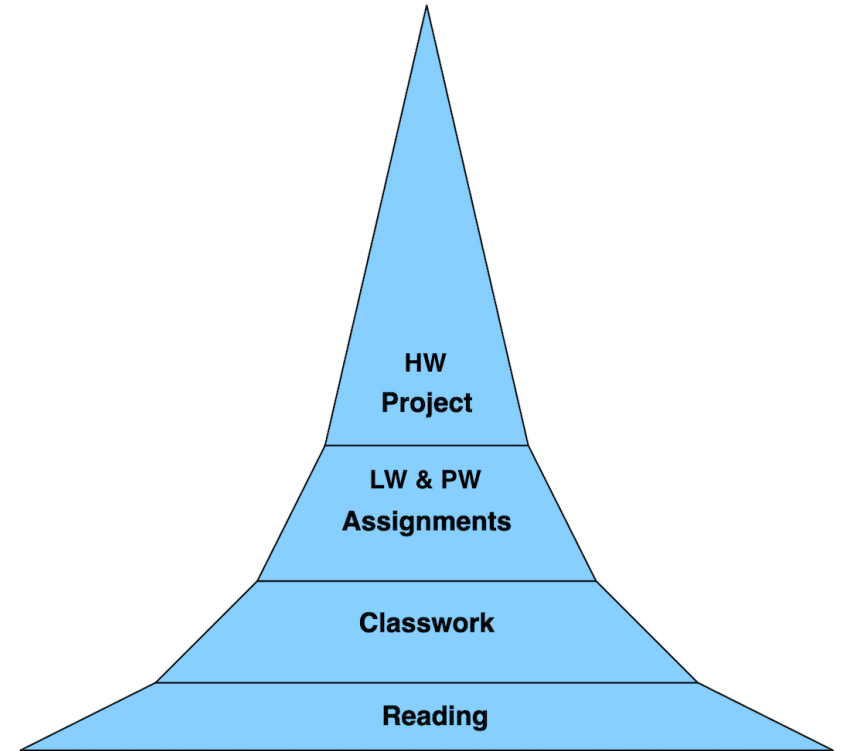 HW
Project
LW & PW
Assignments
Classwork
Reading